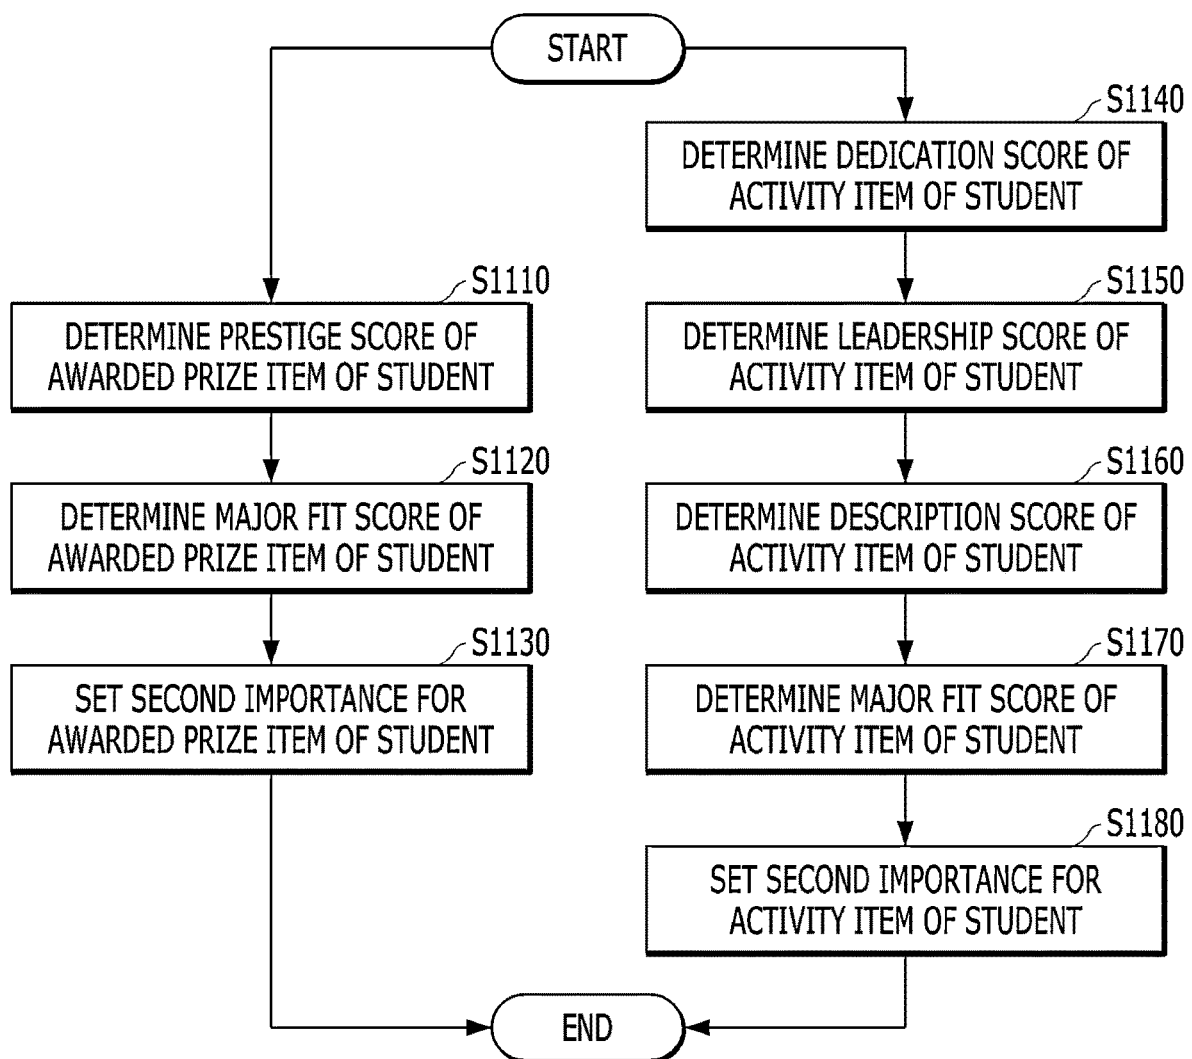 START
S1140
DETERMINE DEDICATION SCORE OF
ACTIVITY ITEM OF STUDENT
S1110
DETERMINE PRESTIGE SCORE OF
AWARDED PRIZE ITEM OF STUDENT
S1150
DETERMINE LEADERSHIP SCORE OF
ACTIVITY ITEM OF STUDENT
S1120
DETERMINE MAJOR FIT SCORE OF
AWARDED PRIZE ITEM OF STUDENT
S1160
DETERMINE DESCRIPTION SCORE OF
ACTIVITY ITEM OF STUDENT
S1130
SET SECOND IMPORTANCE FOR
AWARDED PRIZE ITEM OF STUDENT
S1170
DETERMINE MAJOR FIT SCORE OF
ACTIVITY ITEM OF STUDENT
S1180
SET SECOND IMPORTANCE FOR
ACTIVITY ITEM OF STUDENT
END